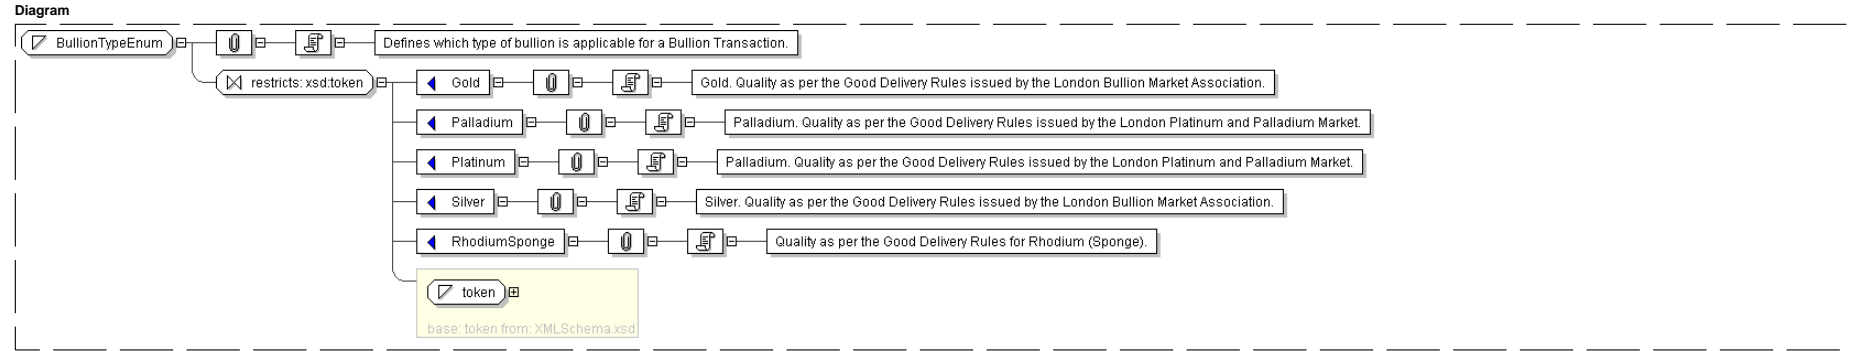 Diagram
BullionTypeEnum Defines which type of bullion is applicable for a Bullion Transaction.
restricts: xsd:token Gold Gold. Quality as per the Good Delivery Rules issued by the London Bullion Market Association.
Palladium Palladium. Quality as per the Good Delivery Rules issued by the London Platinum and Palladium Market.
Platinum Palladium. Quality as per the Good Delivery Rules issued by the London Platinum and Palladium Market.
Silver Silver. Quality as per the Good Delivery Rules issued by the London Bullion Market Association.
RhodiumSponge Quality as per the Good Delivery Rules for Rhodium (Sponge).
token
base: token from: XMLSchema.xsd